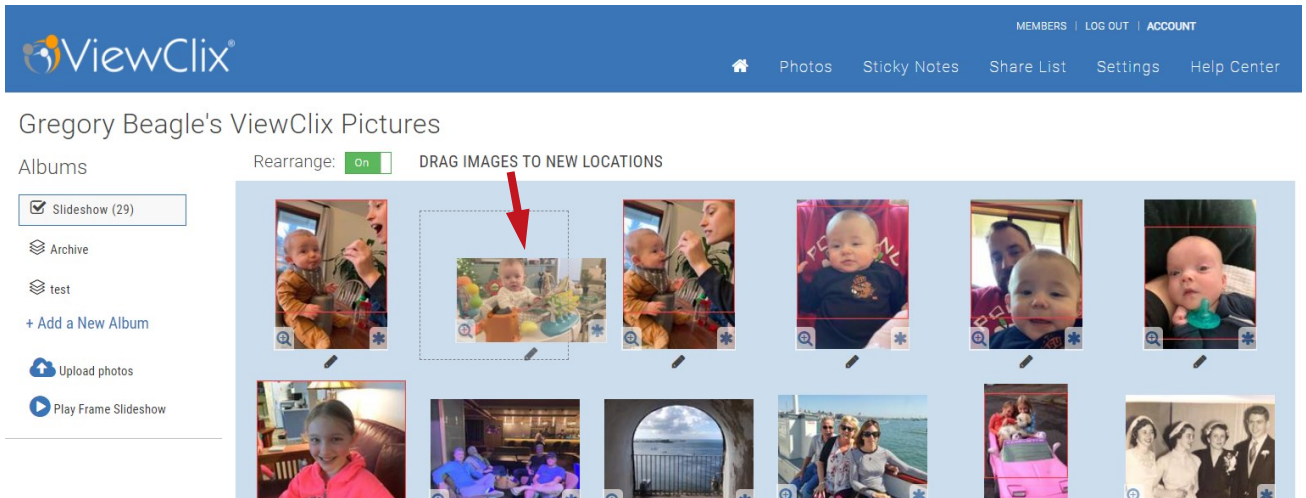 MEMBERS | LOG OUT | ACCOUNT
ViewClix®
Photos Sticky Notes Share List Settings Help Center
Gregory Beagle's ViewClix Pictures
Albums
Rearrange: On DRAG IMAGES TO NEW LOCATIONS
Slideshow (29)
Archive
test
+ Add a New Album
Upload photos
Play Frame Slideshow